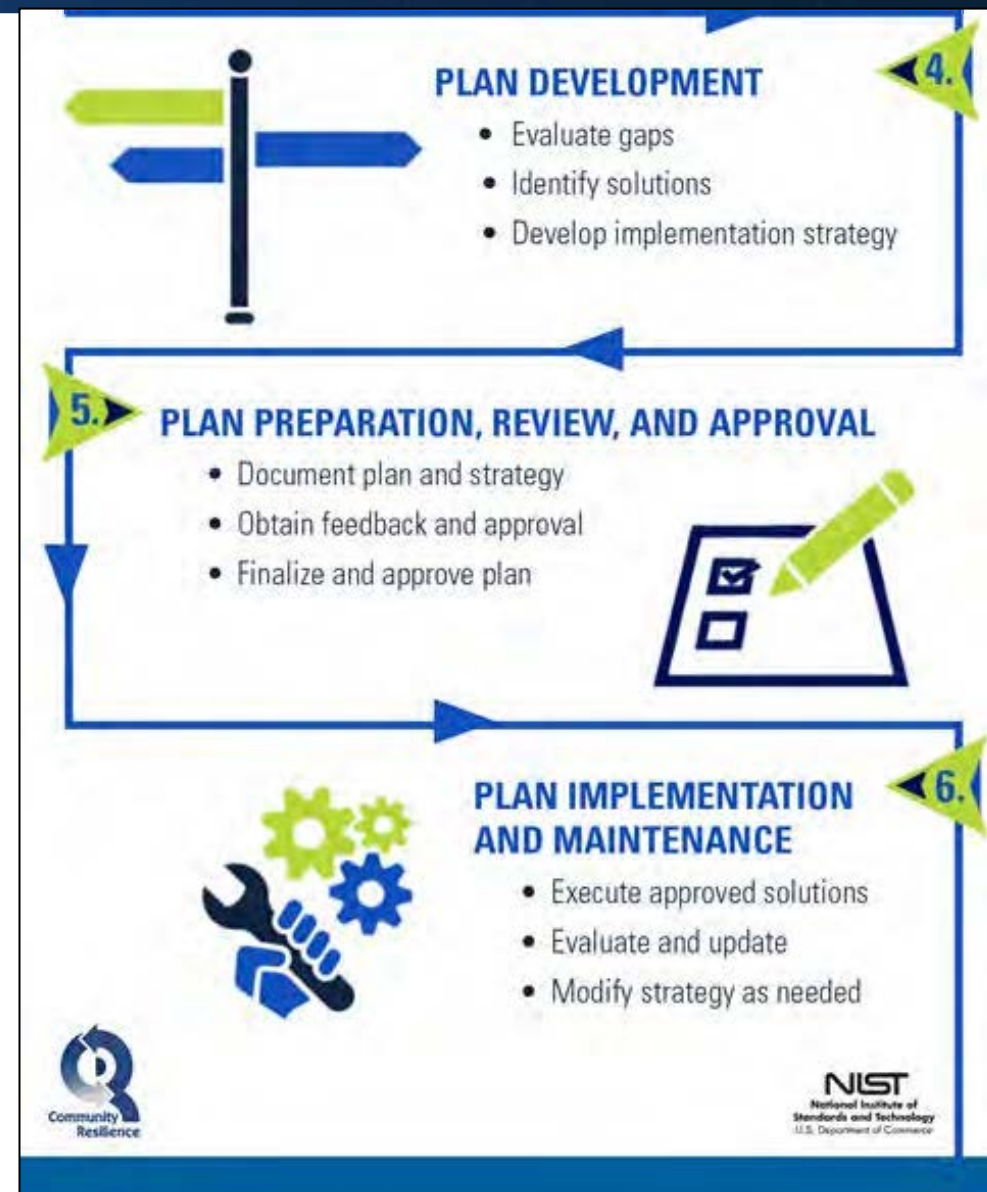 4.
PLAN DEVELOPMENT
• Evaluate gaps
• Identify solutions
• Develop implementation strategy
5.
PLAN PREPARATION, REVIEW, AND APPROVAL
• Document plan and strategy
• Obtain feedback and approval
• Finalize and approve plan
6.
PLAN IMPLEMENTATION
AND MAINTENANCE
• Execute approved solutions
• Evaluate and update
• Modify strategy as needed
Community
Resilience
NIST
National Institute of
Standards and Technology
U.S. Department of Commerce